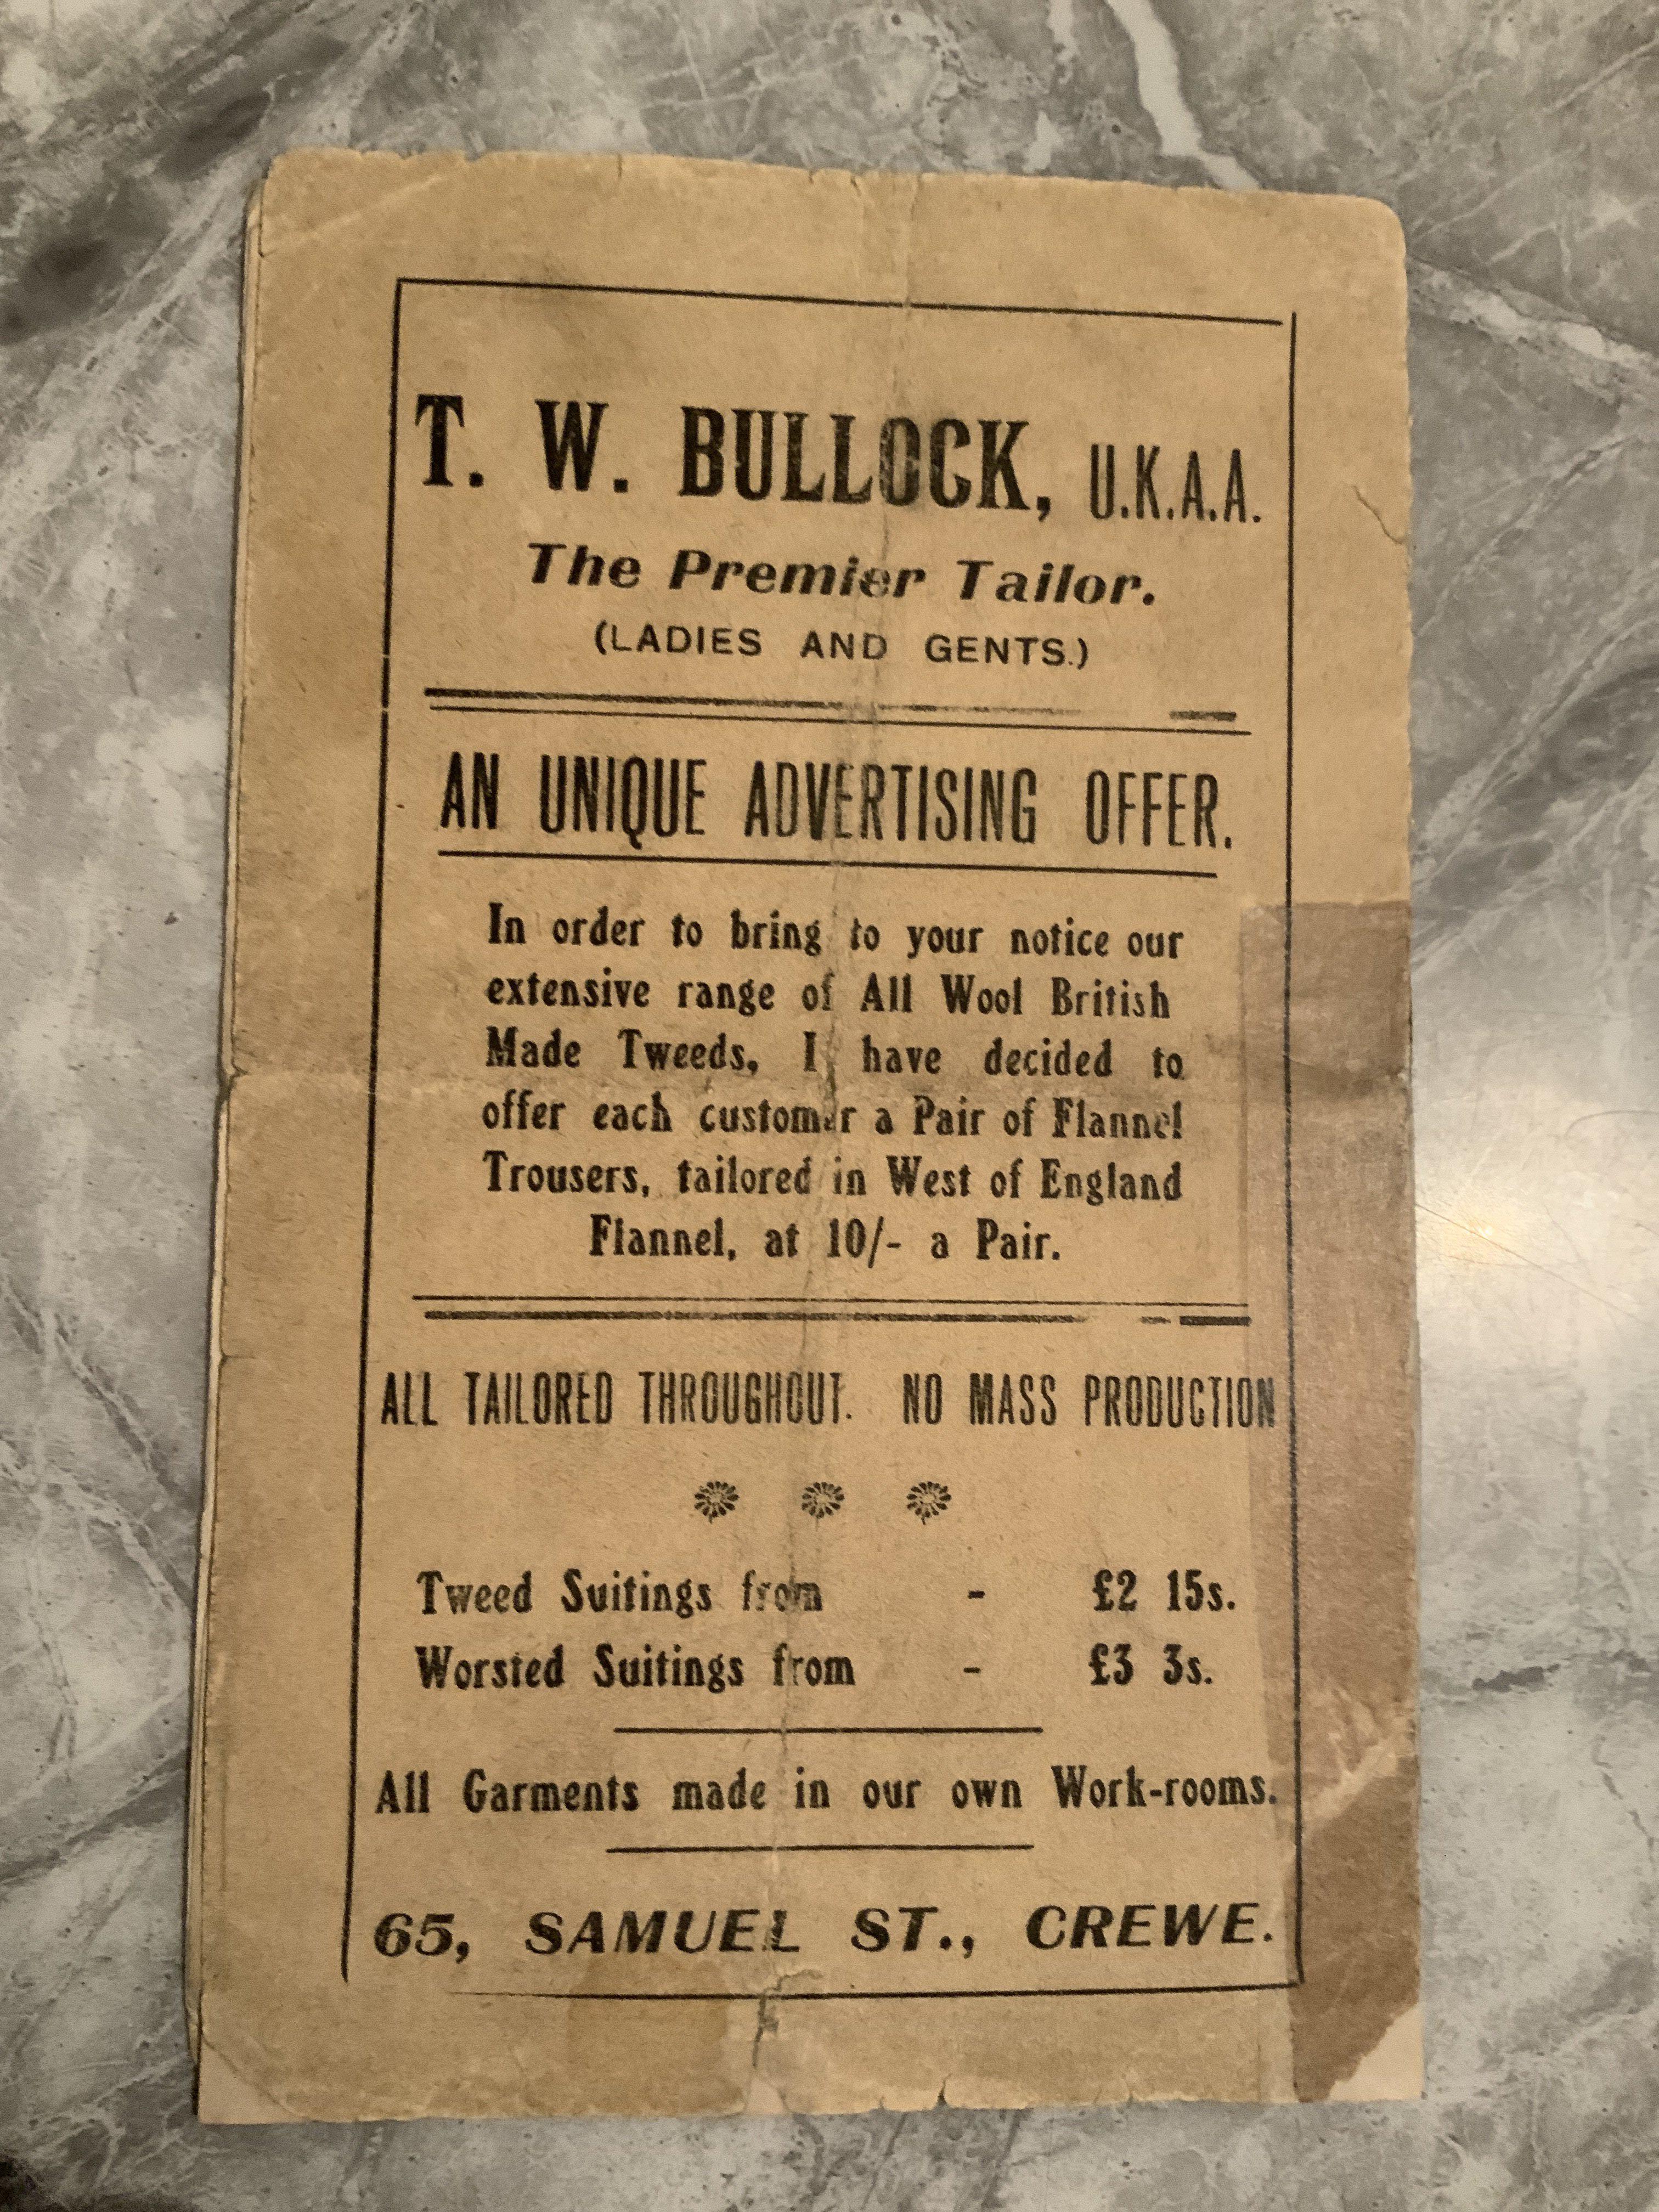 T. W. BULLOCK, U.K.A.A.
The Premier Tailor.
(LADIES AND GENTS.)
AN UNIQUE ADVERTISING OFFER.
In order to bring to your notice our
extensive range of All Wool British
Made Tweeds, I have decided to
offer each customer a Pair of Flannel
Trousers, tailored in West of England
Flannel, at 10/- a Pair.
ALL TAILORED THROUGHOUT. NO MASS PRODUCTION
Tweed Suitings from - £2 15s.
Worsted Suitings from - £3 3s.
All Garments made in our own Work-rooms.
65, SAMUEL ST., CREWE.